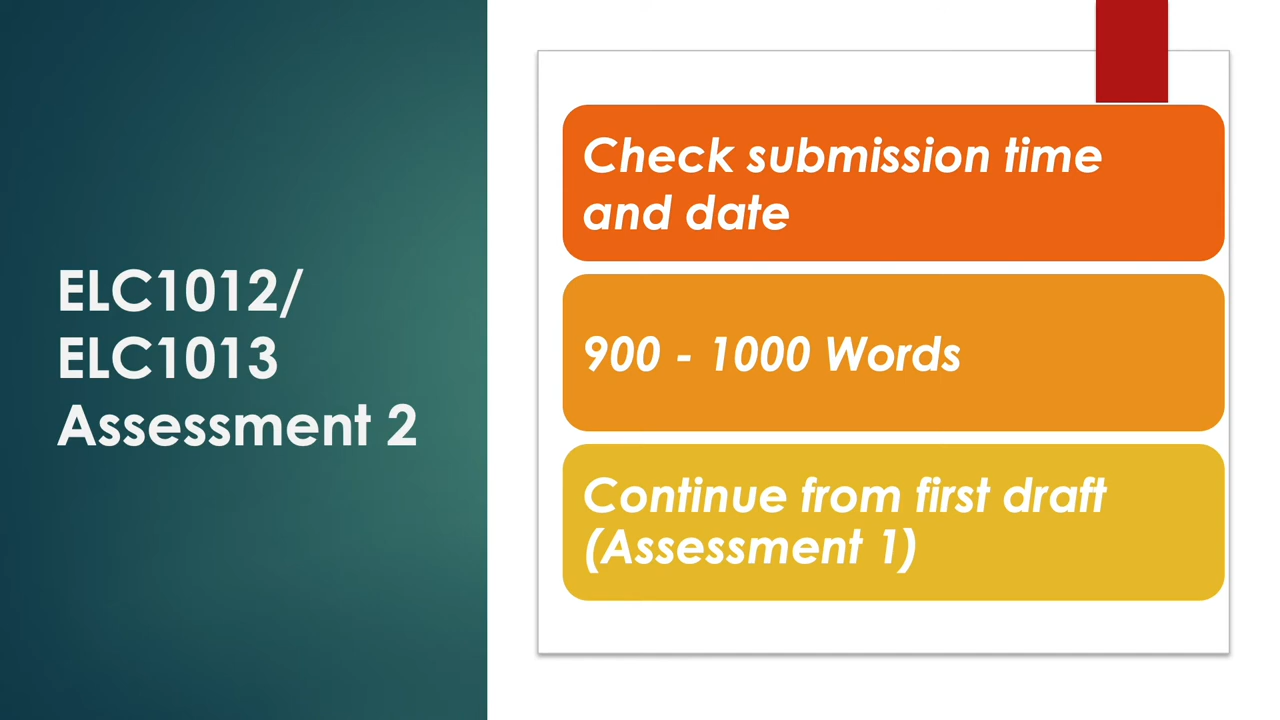 ELC1012/
ELC1013
Assessment 2
Check submission time
and date
900 - 1000 Words
Continue from first draft
(Assessment 1)